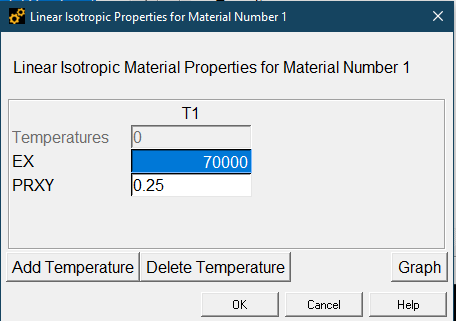 Linear Isotropic Properties for Material Number 1
Linear Isotropic Material Properties for Material Number 1
T1
Temperatures 0
EX 70000
PRXY 0.25
Add Temperature Delete Temperature Graph
OK Cancel Help